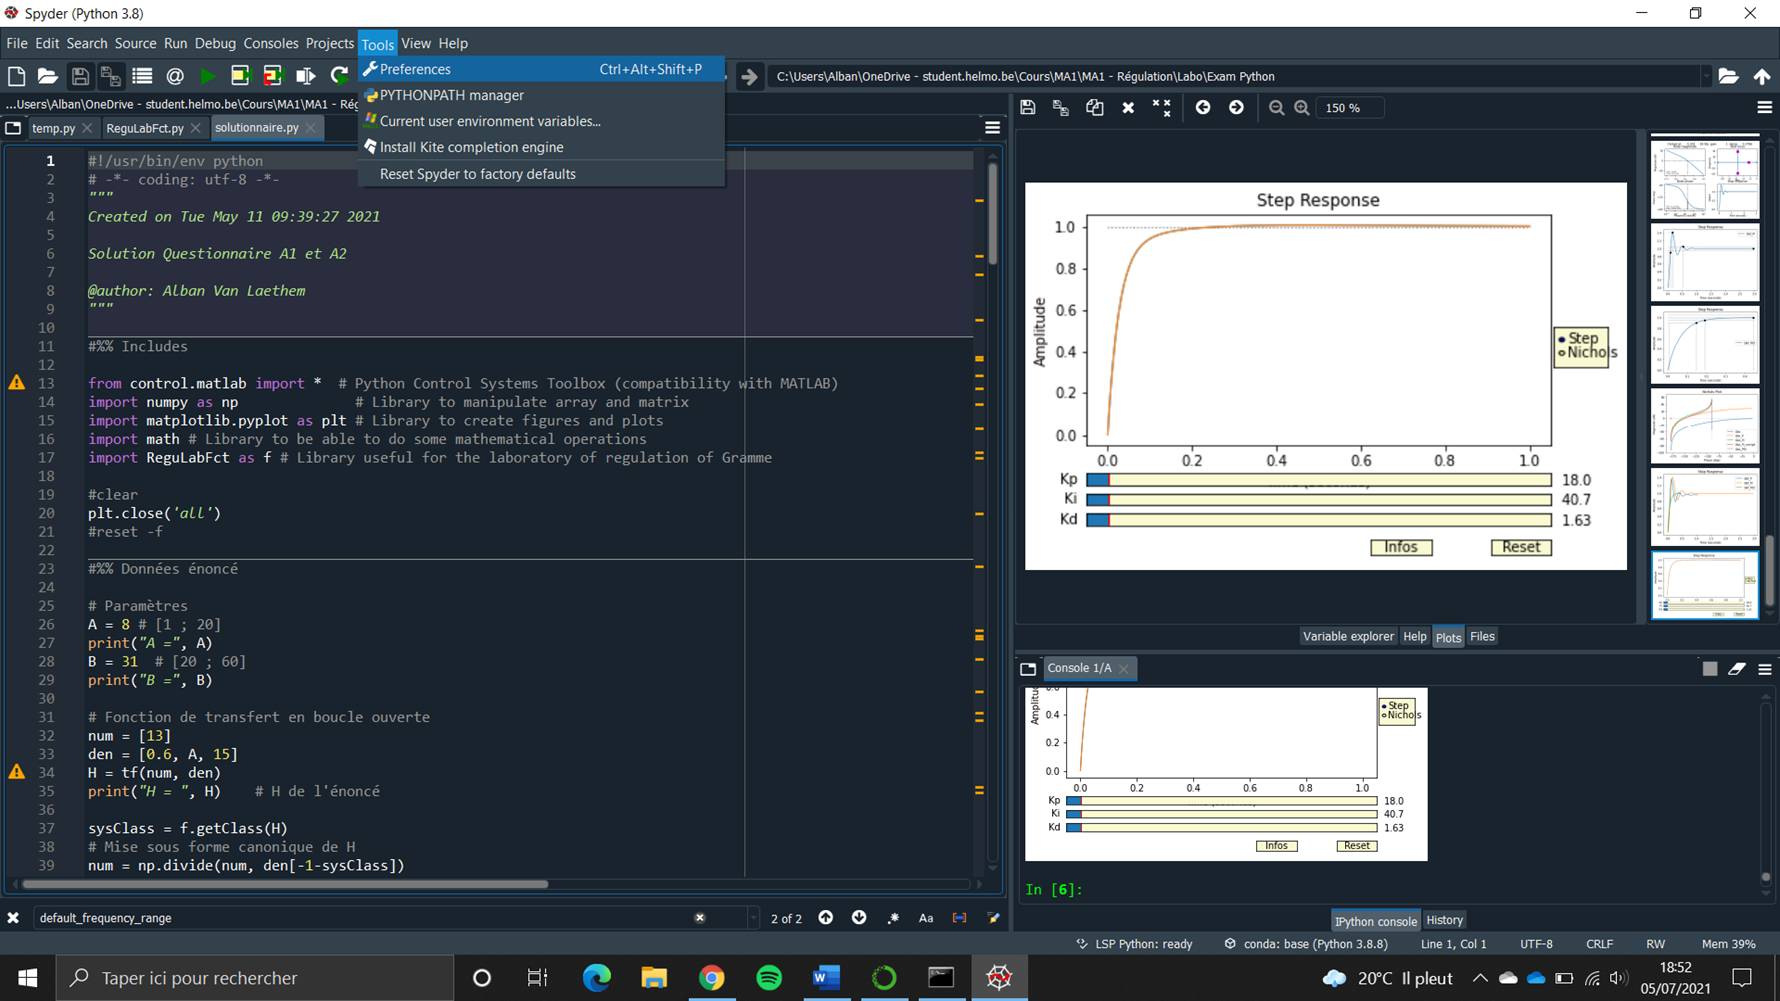 Spyder (Python 3.8)
File Edit Search Source Run Debug Consoles Projects Tools View Help
Preferences Ctrl+Alt+Shift+P
PYTHONPATH manager
Current user environment variables...
Install Kite completion engine
Reset Spyder to factory defaults
C:\Users\Alban\OneDrive - student.helmo.be\Cours\MA1\MA1 - Régulation\Labo\Exam Python
...Users\Alban\OneDrive - student.helmo.be\Cours\MA1\MA1 - Rég
temp.py ReguLabFct.py solutionnaire.py
1 #!/usr/bin/env python
2 # -*- coding: utf-8 -*-
3 """
4 Created on Tue May 11 09:39:27 2021
5
6 Solution Questionnaire A1 et A2
7
8 @author: Alban Van Laethem
9 """
10
11 #%% Includes
12
13 from control.matlab import * # Python Control Systems Toolbox (compatibility with MATLAB)
14 import numpy as np # Library to manipulate array and matrix
15 import matplotlib.pyplot as plt # Library to create figures and plots
16 import math # Library to be able to do some mathematical operations
17 import ReguLabFct as f # Library useful for the laboratory of regulation of Gramme
18
19 #clear
20 plt.close('all')
21 #reset -f
22
23 #%% Données énoncé
24
25 # Paramètres
26 A = 8 # [1 ; 20]
27 print("A =", A)
28 B = 31 # [20 ; 60]
29 print("B =", B)
30
31 # Fonction de transfert en boucle ouverte
32 num = [13]
33 den = [0.6, A, 15]
34 H = tf(num, den)
35 print("H = ", H) # H de l'énoncé
36
37 sysClass = f.getClass(H)
38 # Mise sous forme canonique de H
39 num = np.divide(num, den[-1-sysClass])
default_frequency_range
2 of 2
Aa
150 %
Step Response
Amplitude
1.0
0.8
0.6
0.4
0.2
0.0
0.0 0.2 0.4 0.6 0.8 1.0
Step
Nichols
Kp 18.0
Ki 40.7
Kd 1.63
Infos Reset
Variable explorer Help Plots Files
Console 1/A
0.4
0.2
0.0
0.0 0.2 0.4 0.6 0.8 1.0
Step
Nichols
Kp 18.0
Ki 40.7
Kd 1.63
Infos Reset
In [6]:
IPython console History
LSP Python: ready conda: base (Python 3.8.8) Line 1, Col 1 UTF-8 CRLF RW Mem 39%
Taper ici pour rechercher
20°C Il pleut
18:52
05/07/2021